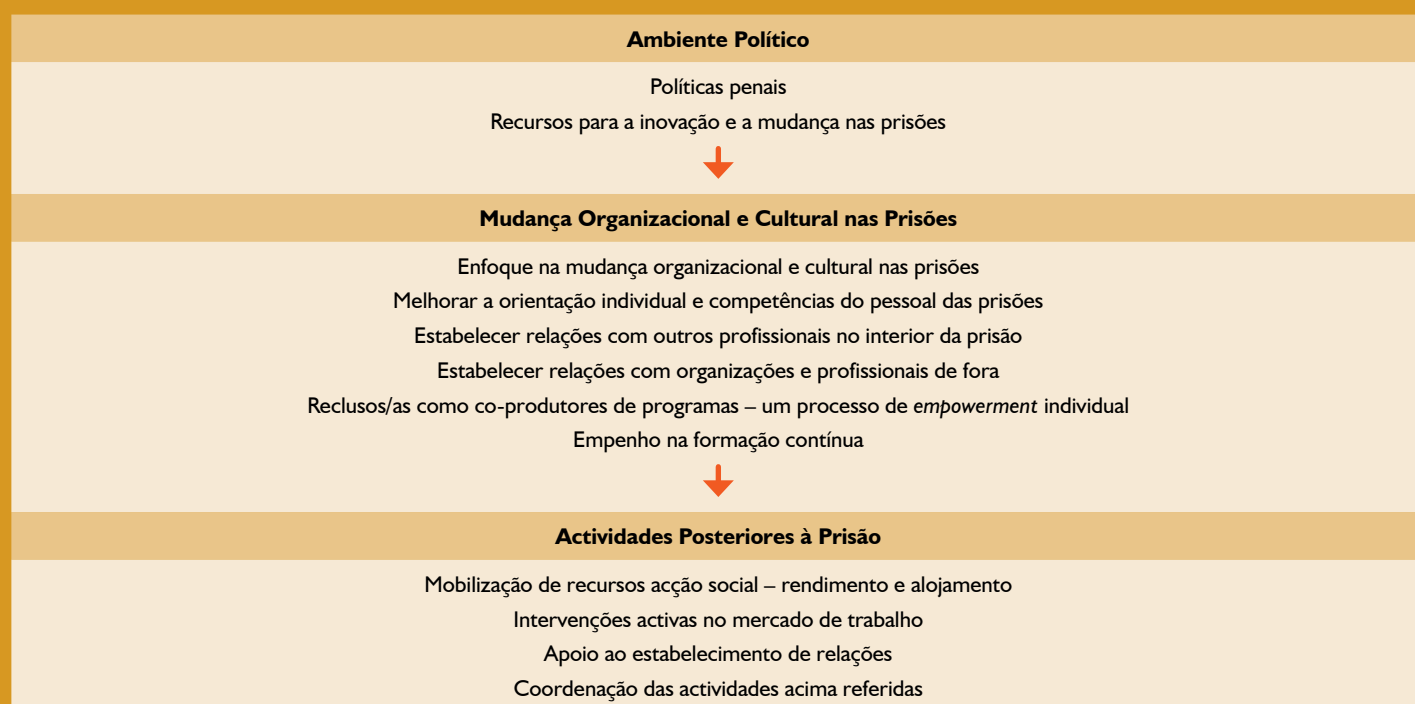 Ambiente Político
Políticas penais
Recursos para a inovação e a mudança nas prisões
Mudança Organizacional e Cultural nas Prisões
Enfoque na mudança organizacional e cultural nas prisões
Melhorar a orientação individual e competências do pessoal das prisões
Estabelecer relações com outros profissionais no interior da prisão
Estabelecer relações com organizações e profissionais de fora
Reclusos/as como co-produtores de programas – um processo de empowerment individual
Empenho na formação contínua
Actividades Posteriores à Prisão
Mobilização de recursos acção social – rendimento e alojamento
Intervenções activas no mercado de trabalho
Apoio ao estabelecimento de relações
Coordenação das actividades acima referidas